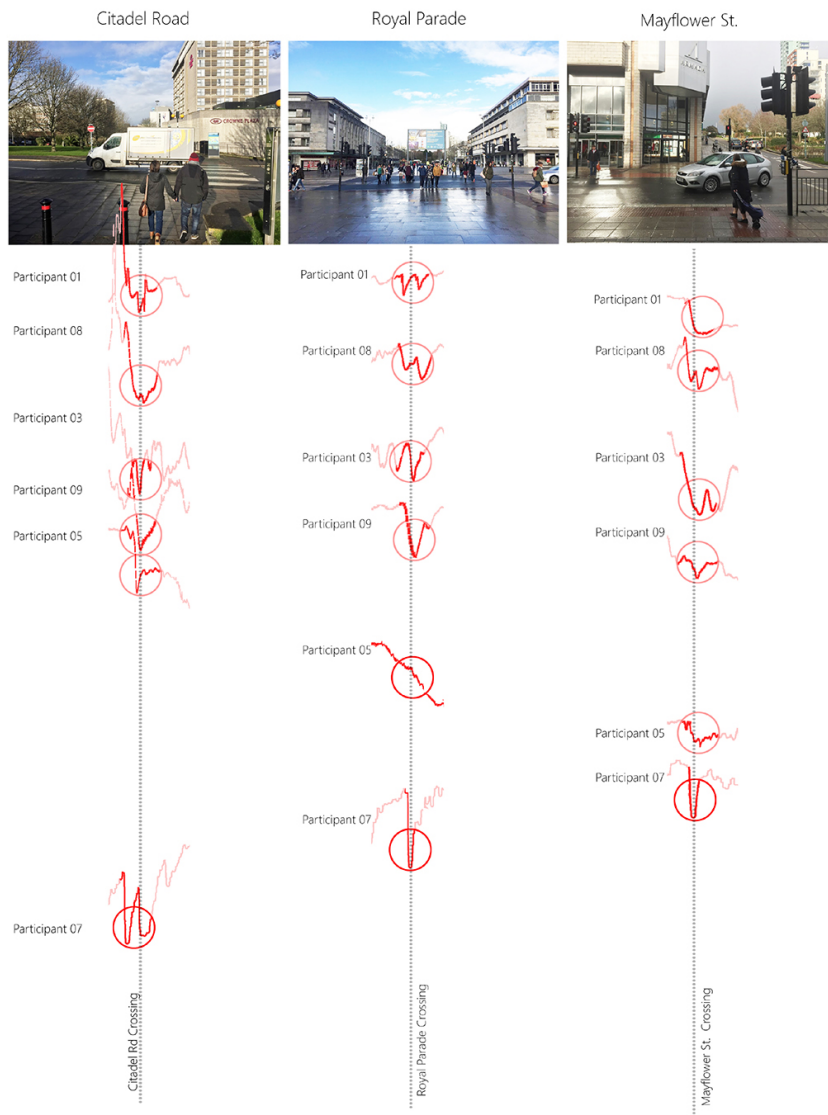 Citadel Road
Royal Parade
Mayflower St.
CROWNE PLAZA
Participant 01
Participant 08
Participant 03
Participant 09
Participant 05
Participant 07
Citadel Rd Crossing
Participant 01
Participant 08
Participant 03
Participant 09
Participant 05
Participant 07
Royal Parade Crossing
Participant 01
Participant 08
Participant 03
Participant 09
Participant 05
Participant 07
Mayflower St. Crossing